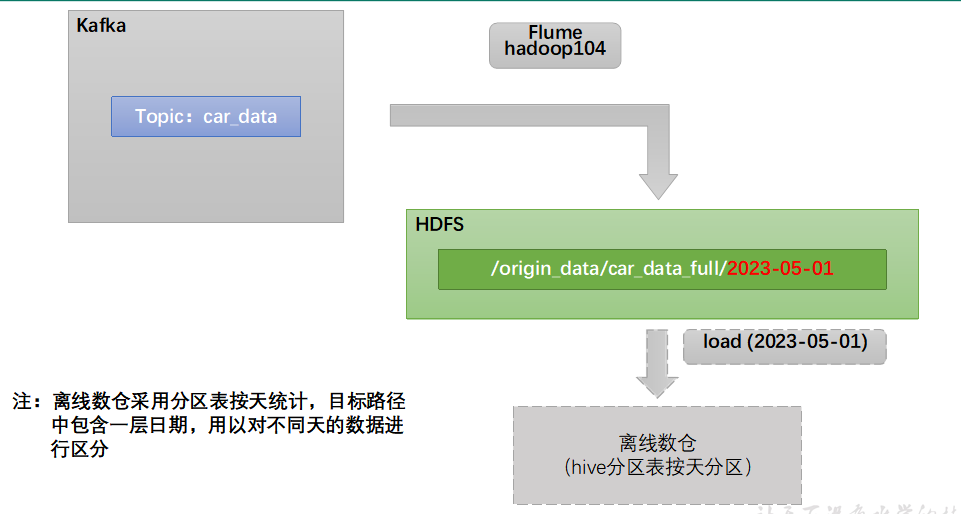 Kafka
Flume
hadoop104
Topic：car_data
HDFS
/origin_data/car_data_full/2023-05-01
load (2023-05-01)
注：离线数仓采用分区表按天统计，目标路径
中包含一层日期，用以对不同天的数据进
行区分
离线数仓
（hive分区表按天分区）